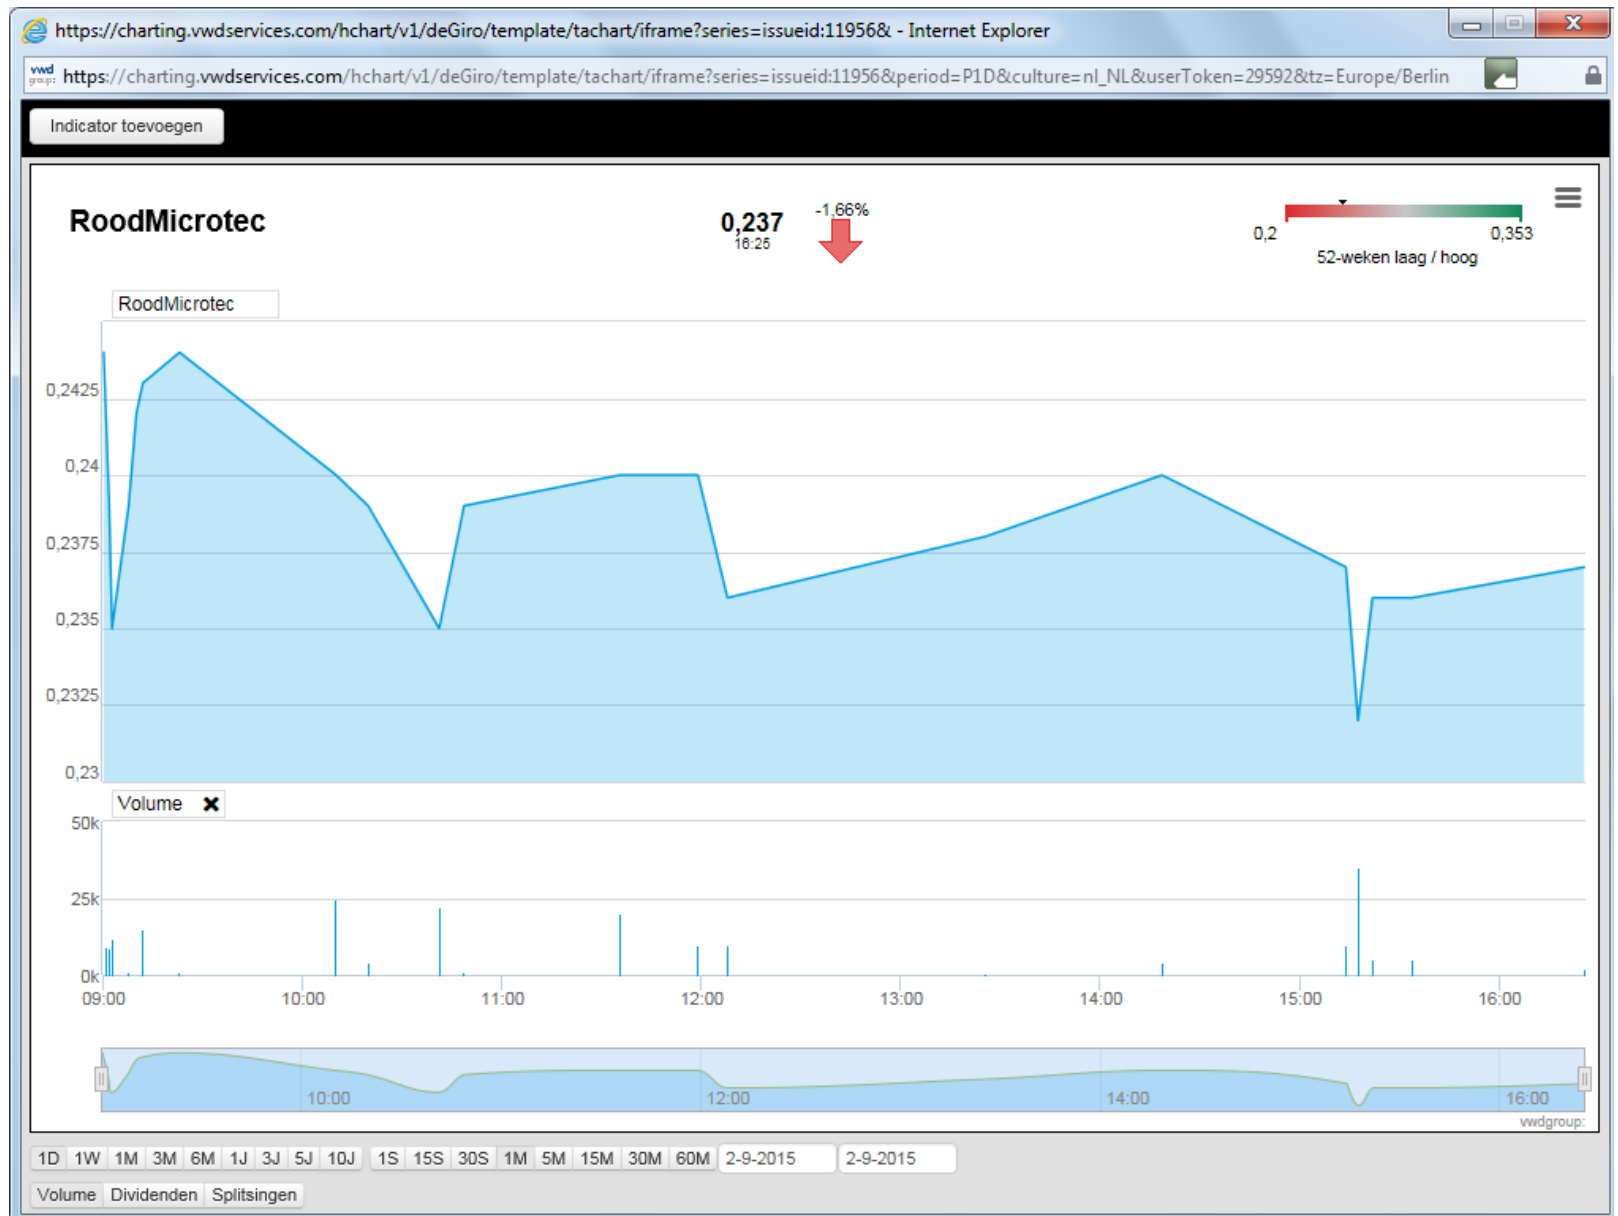 https://charting.vwdservices.com/hchart/v1/deGiro/template/tachart/iframe?series=issueid:11956& - Internet Explorer
vwd group: https://charting.vwdservices.com/hchart/v1/deGiro/template/tachart/iframe?series=issueid:11956&period=P1D&culture=nl_NL&userToken=29592&tz=Europe/Berlin
Indicator toevoegen
RoodMicrotec
0,237
16:25
-1,66%
0,2 0,353
52-weken laag / hoog
RoodMicrotec
0,2425
0,24
0,2375
0,235
0,2325
0,23
Volume
50k
25k
0k
09:00 10:00 11:00 12:00 13:00 14:00 15:00 16:00
10:00 12:00 14:00 16:00
vwdgroup:
1D 1W 1M 3M 6M 1J 3J 5J 10J 1S 15S 30S 1M 5M 15M 30M 60M 2-9-2015 2-9-2015
Volume Dividenden Splitsingen